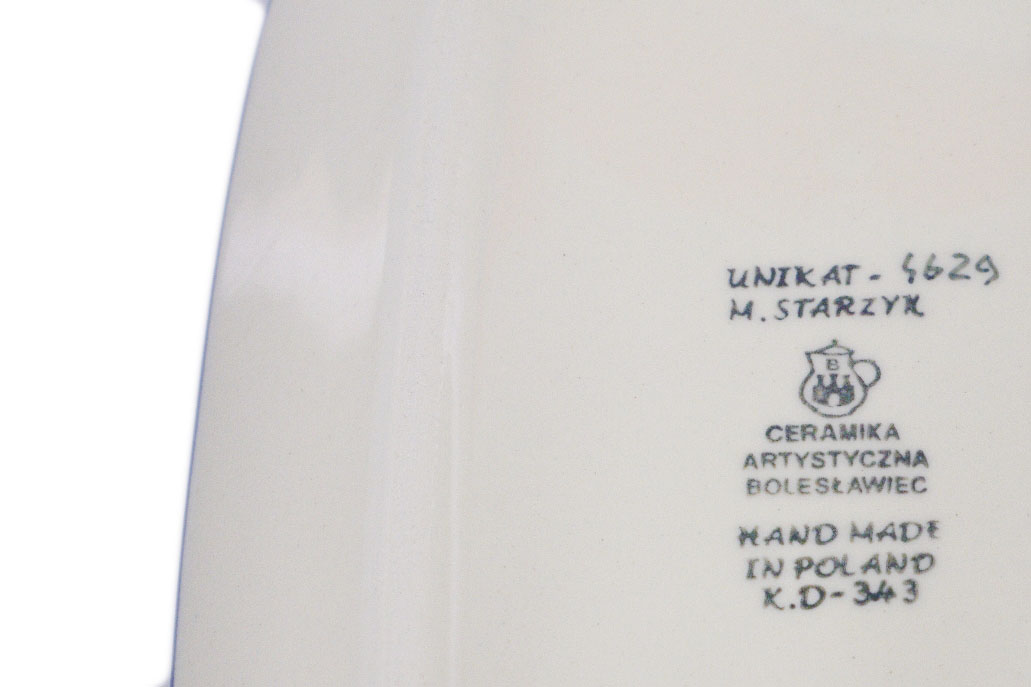 UNIKAT - 4629
M. STARZYK
B
CERAMIKA
ARTYSTYCZNA
BOLESŁAWIEC
HAND MADE
IN POLAND
K.D-343